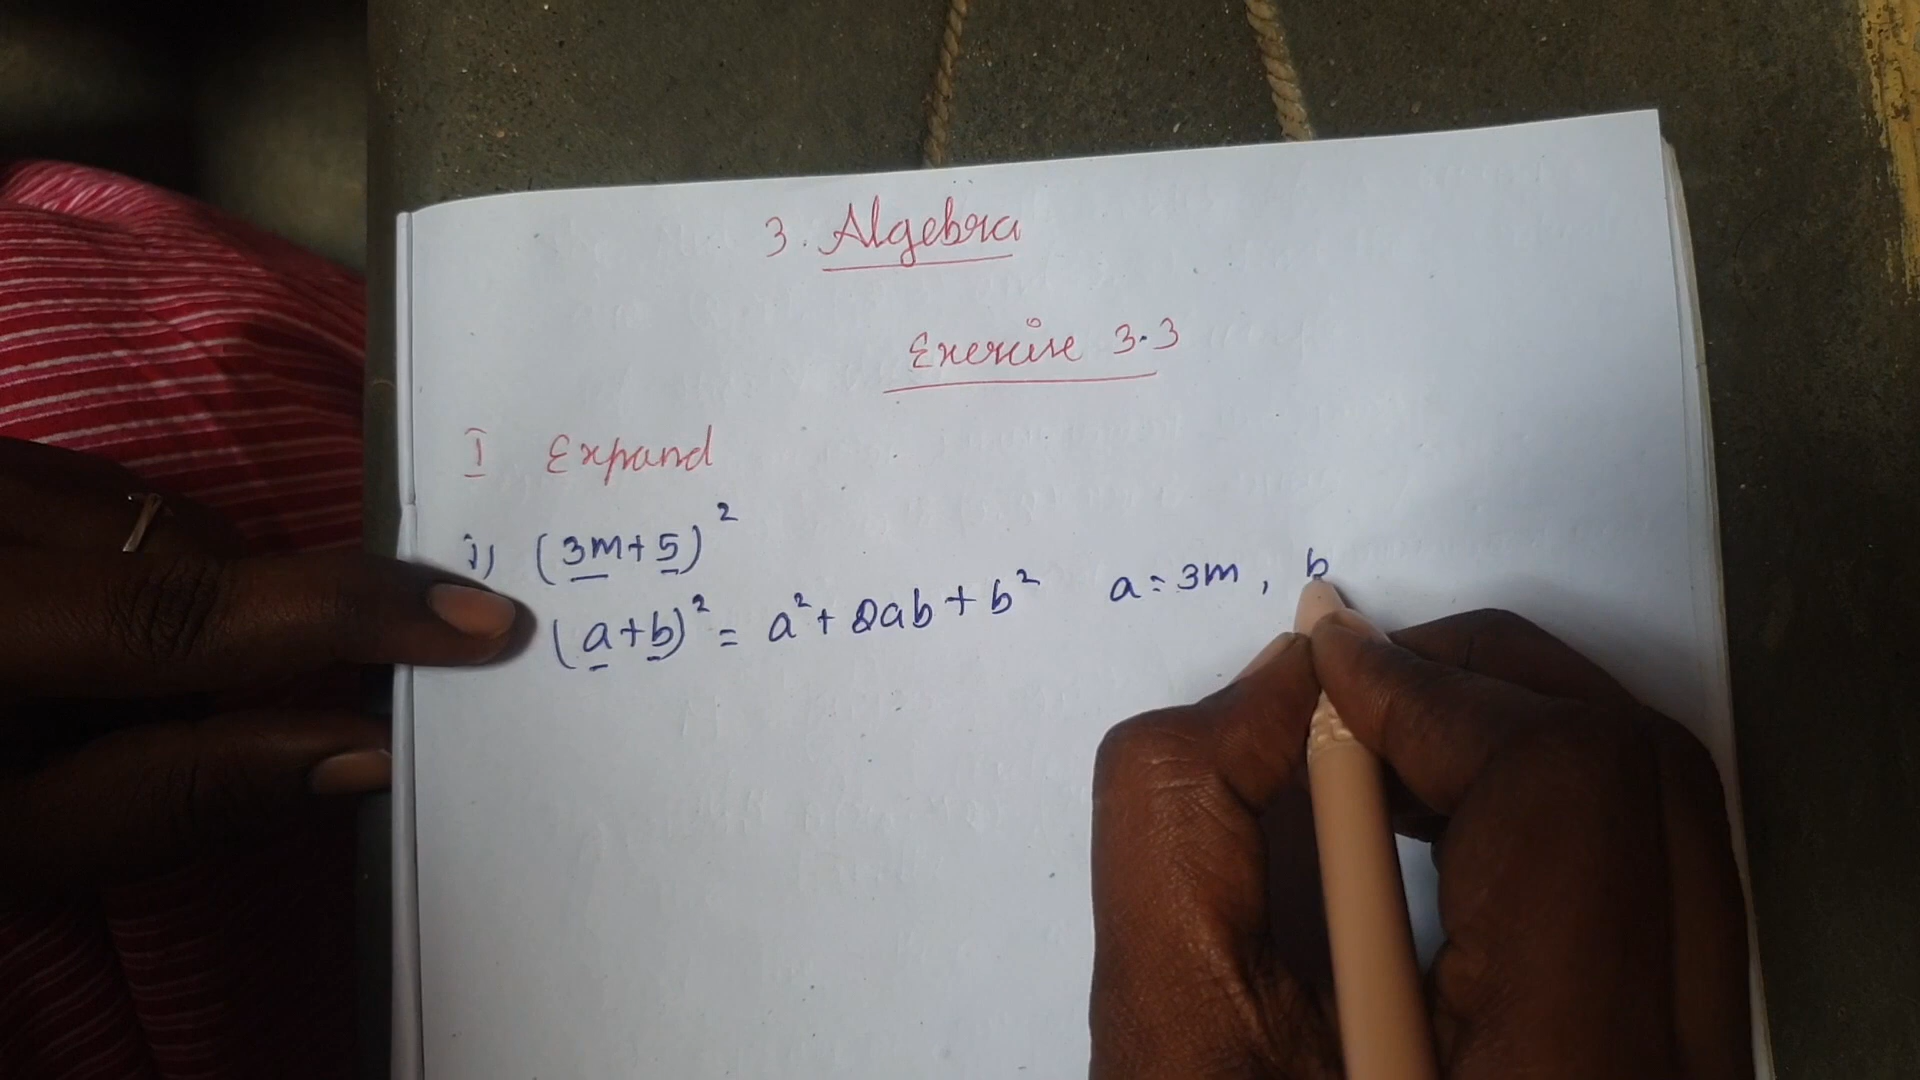 3. Algebra
Exercise 3.3
I Expand
i) (3m+5)²
(a+b)² = a² + 2ab + b² a = 3m, b